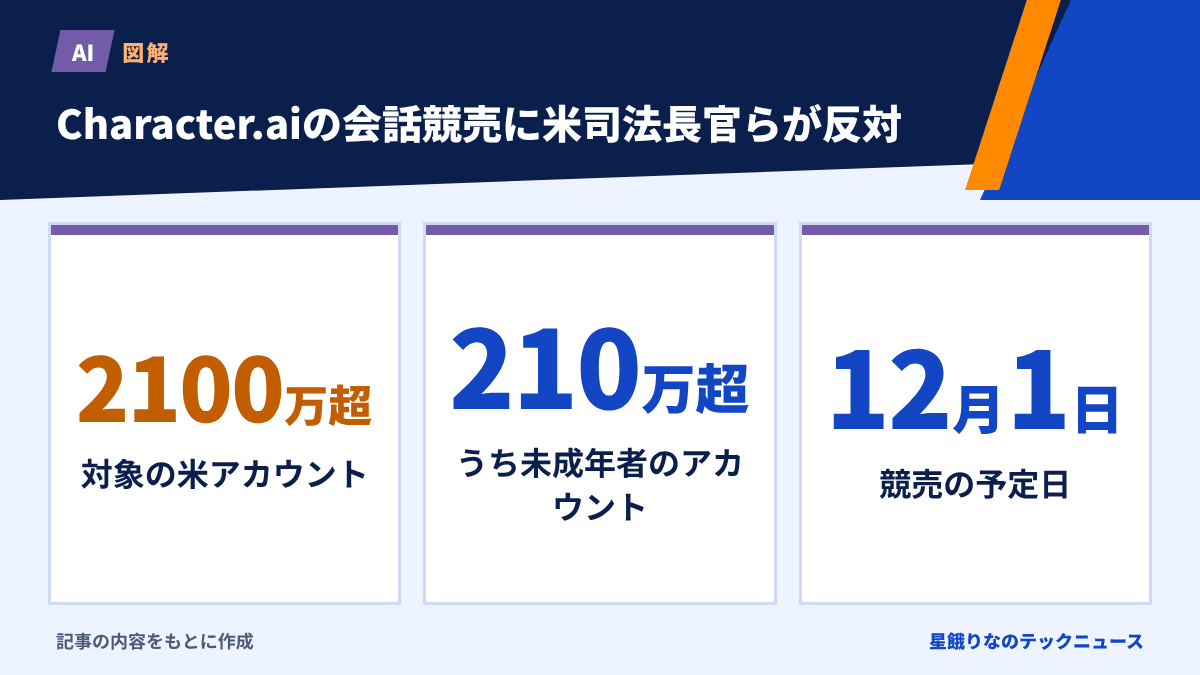 AI 図解
Character.aiの会話競売に米司法長官らが反対
2100万超
対象の米アカウント
210万超
うち未成年者のアカ
ウント
12月1日
競売の予定日
記事の内容をもとに作成
星餓りなのテックニュース